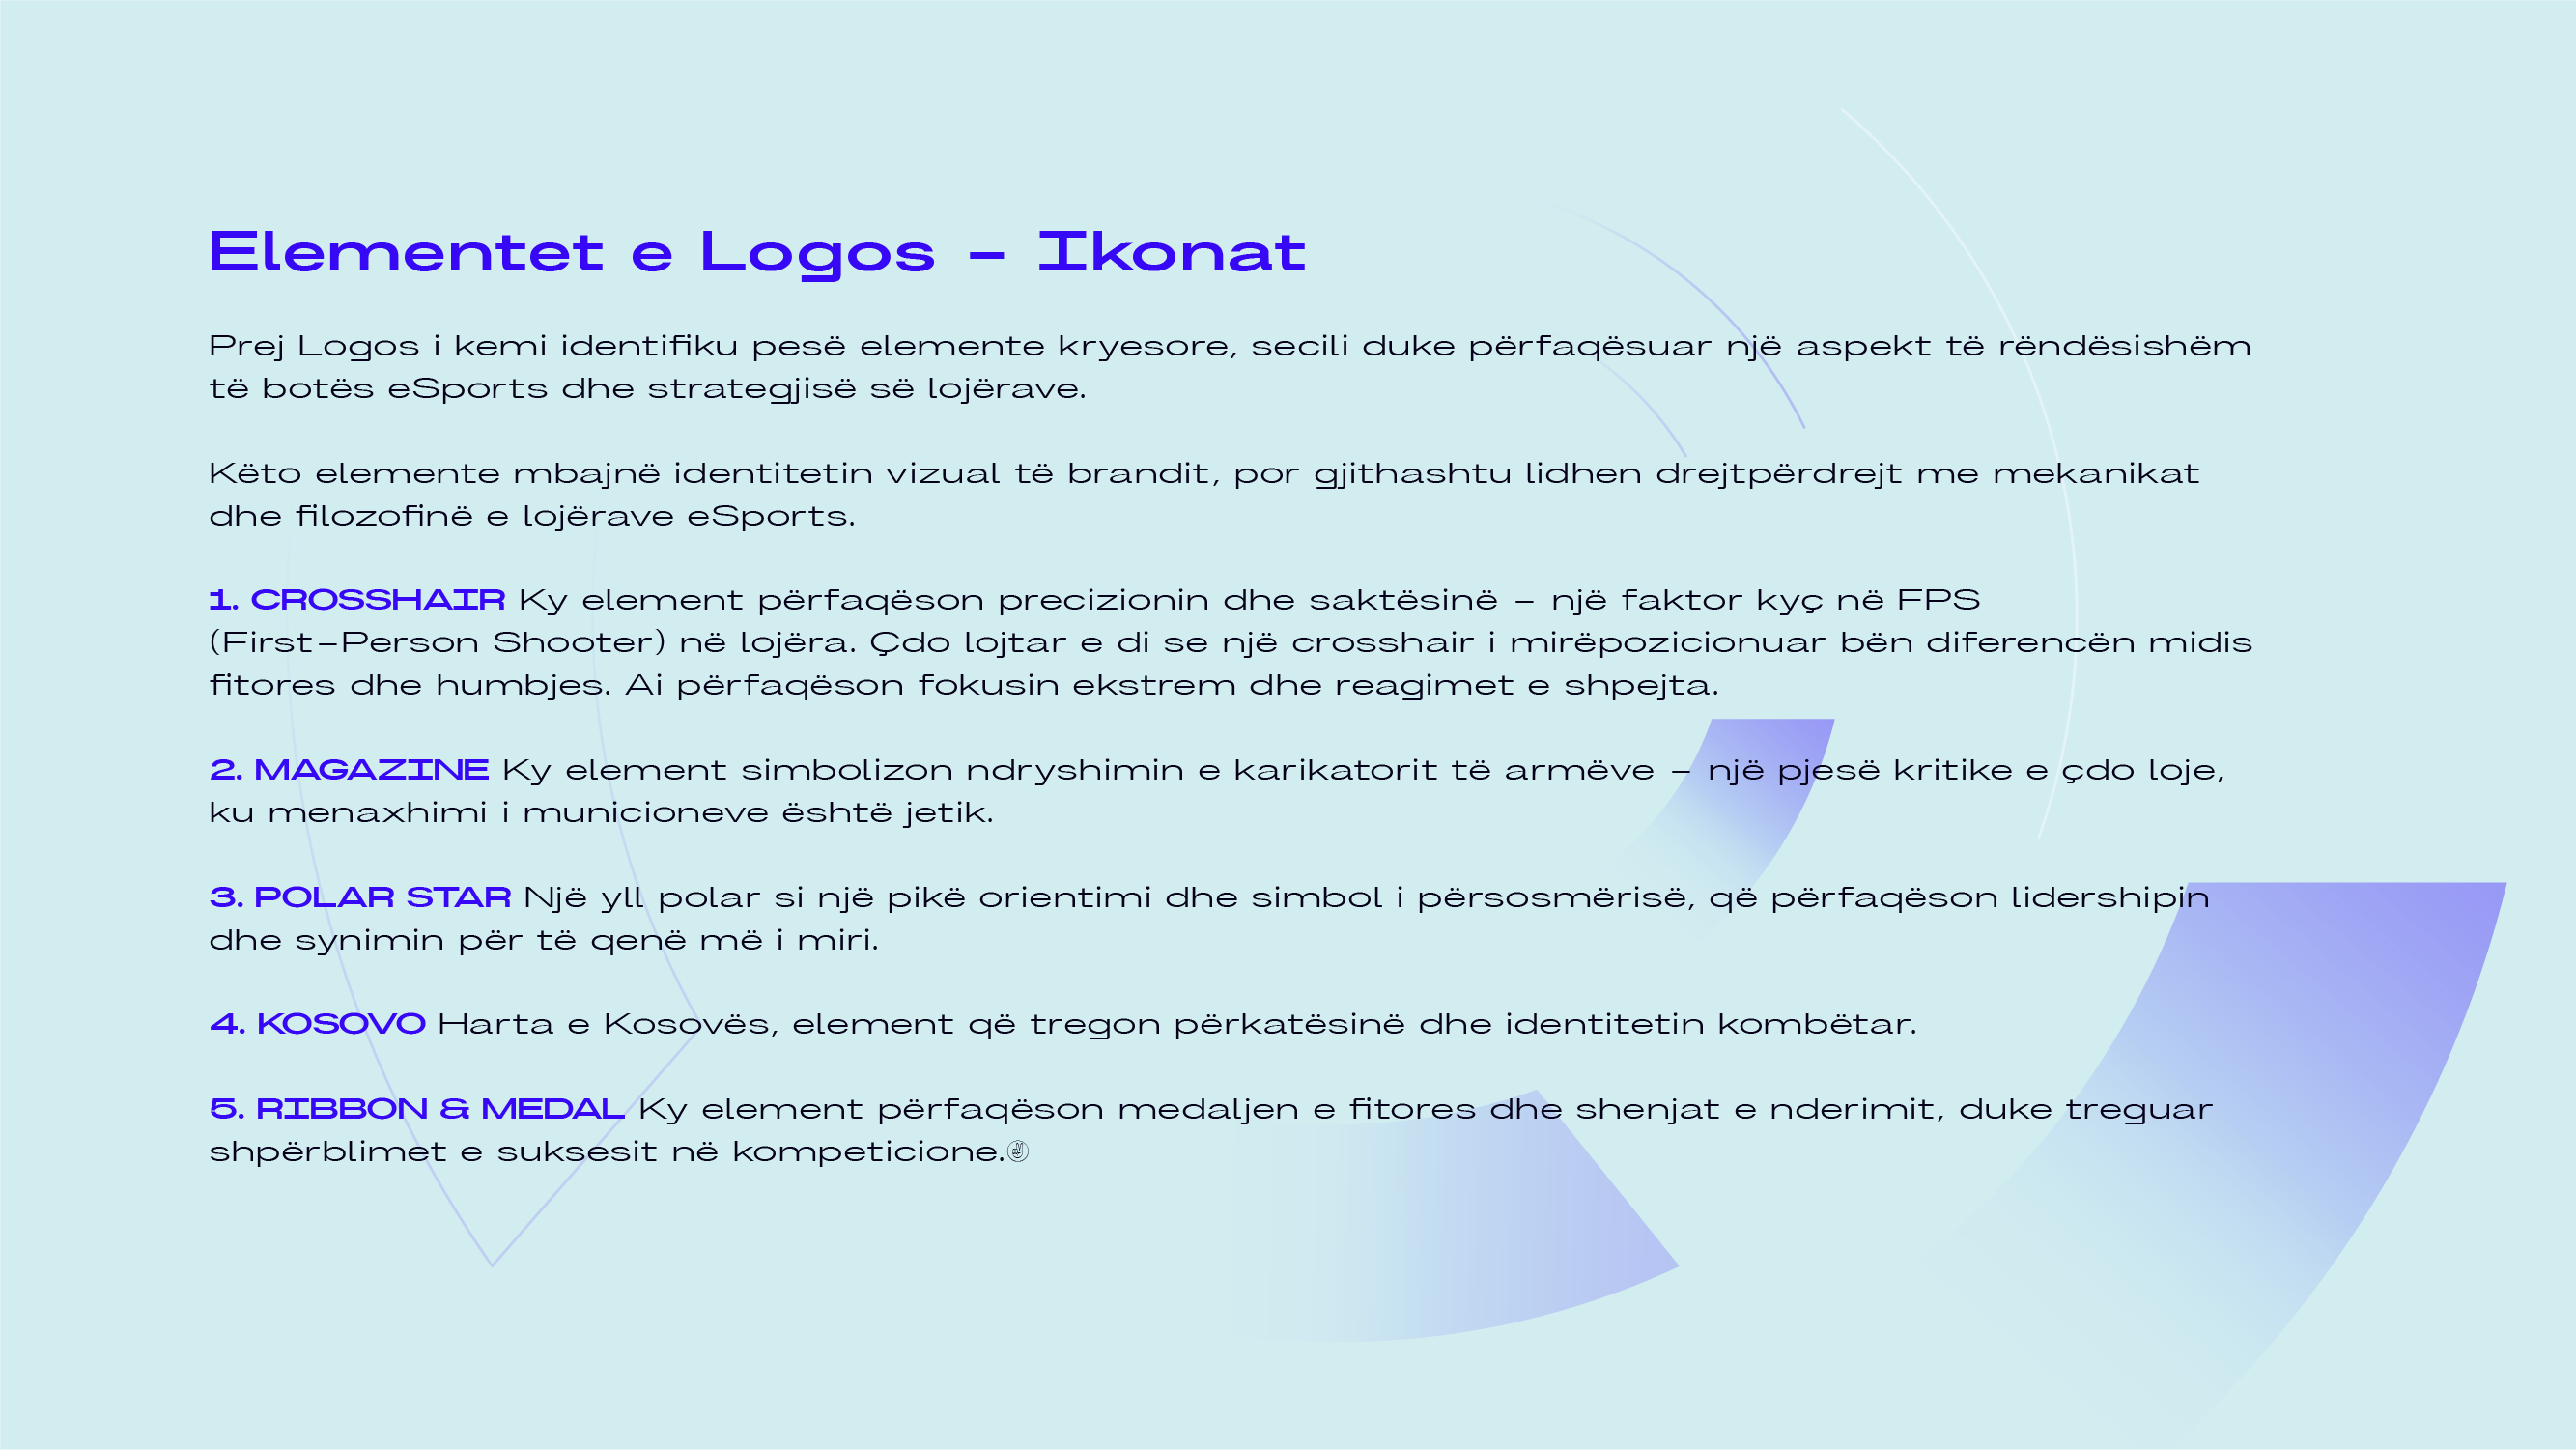 Elementet e Logos - Ikonat
Prej Logos i kemi identifiku pesë elemente kryesore, secili duke përfaqësuar një aspekt të rëndësishëm
të botës eSports dhe strategjisë së lojërave.
Këto elemente mbajnë identitetin vizual të brandit, por gjithashtu lidhen drejtpërdrejt me mekanikat
dhe filozofinë e lojërave eSports.
1. CROSSHAIR Ky element përfaqëson precizionin dhe saktësinë – një faktor kyç në FPS
(First-Person Shooter) në lojëra. Çdo lojtar e di se një crosshair i mirëpozicionuar bën diferencën midis
fitores dhe humbjes. Ai përfaqëson fokusin ekstrem dhe reagimet e shpejta.
2. MAGAZINE Ky element simbolizon ndryshimin e karikatorit të armëve – një pjesë kritike e çdo loje,
ku menaxhimi i municioneve është jetik.
3. POLAR STAR Një yll polar si një pikë orientimi dhe simbol i përsosmërisë, që përfaqëson lidershipin
dhe synimin për të qenë më i miri.
4. KOSOVO Harta e Kosovës, element që tregon përkatësinë dhe identitetin kombëtar.
5. RIBBON & MEDAL Ky element përfaqëson medaljen e fitores dhe shenjat e nderimit, duke treguar
shpërblimet e suksesit në kompeticione.✌